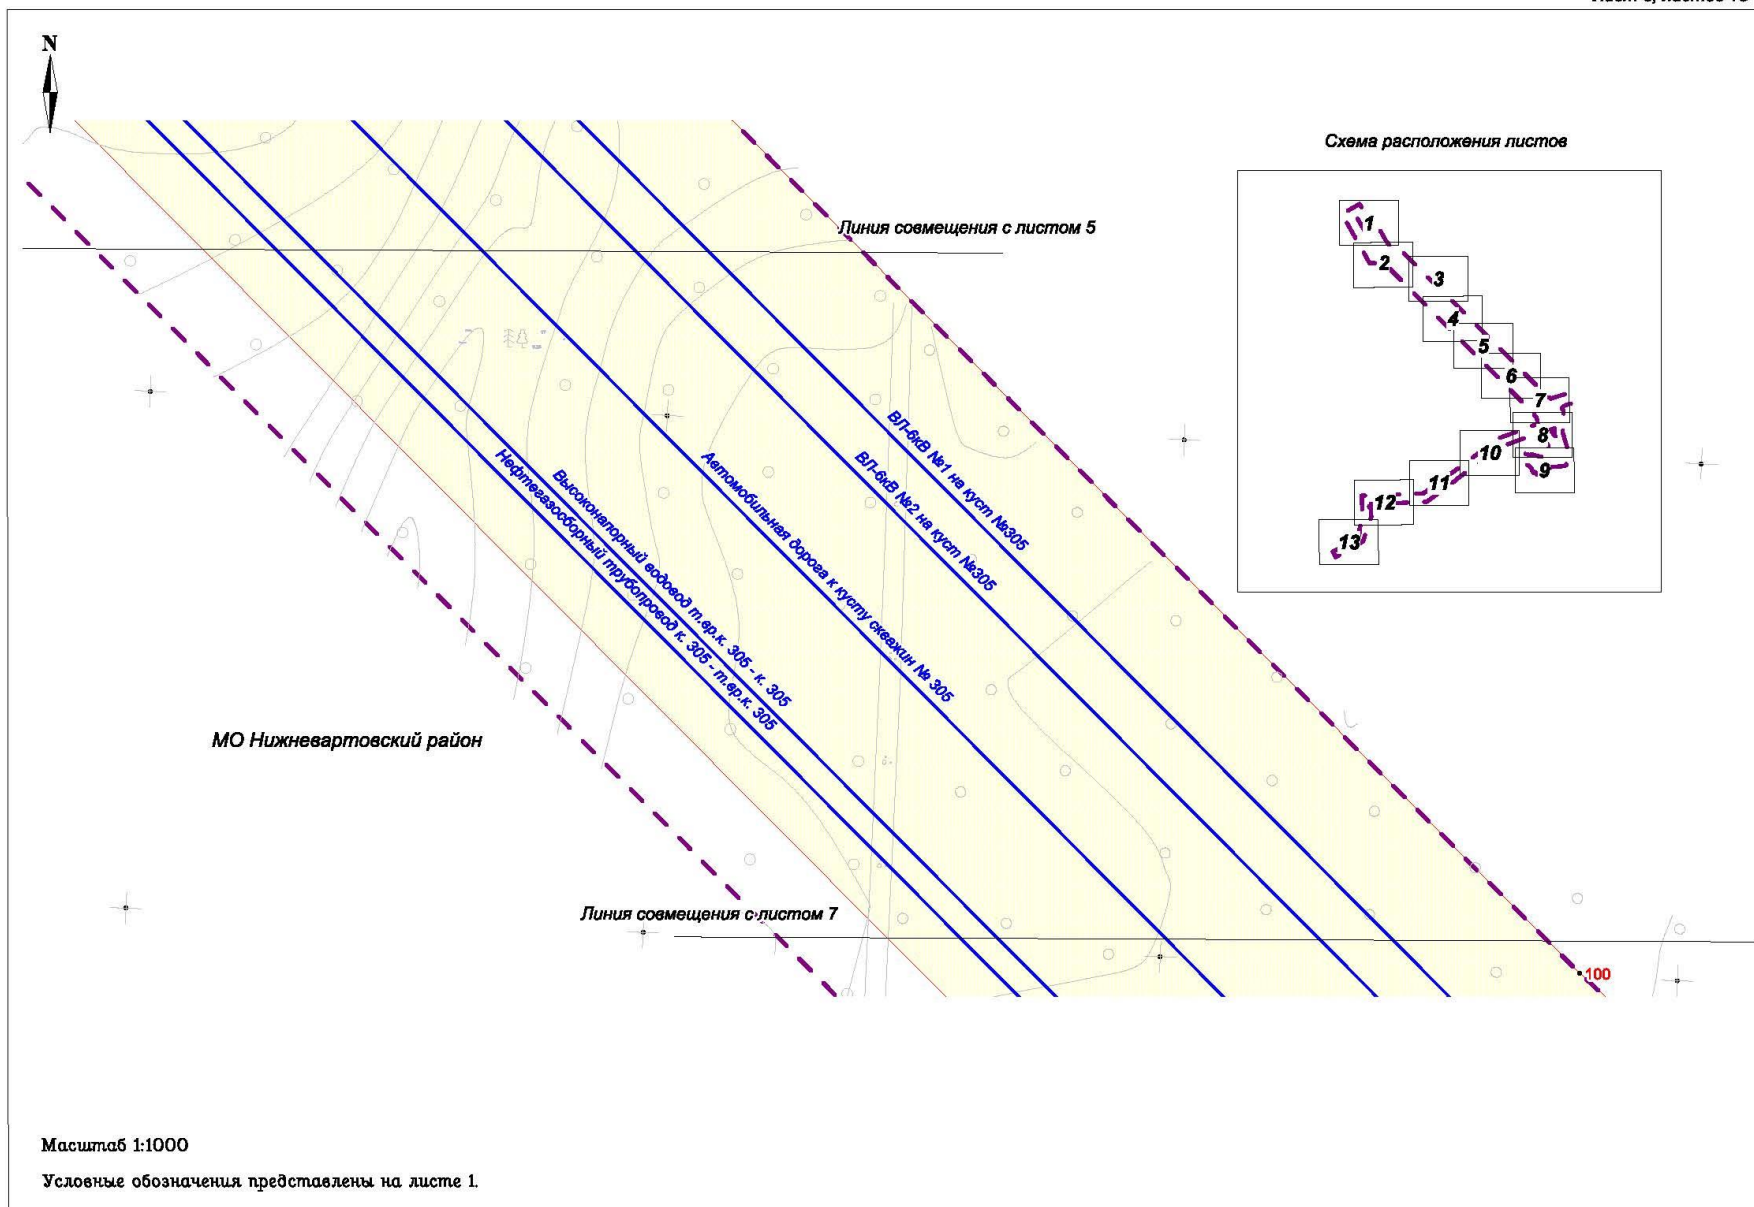 N
Схема расположения листов
1
2
3
4
5
6
7
8
9
10
11
12
13
Линия совмещения с листом 5
ВЛ-6кВ №1 на куст №305
ВЛ-6кВ №2 на куст №305
Автомобильная дорога к кусту скважин № 305
Высоконапорный водовод т.вр.к. 305 - к. 305
Нефтегазосборный трубопровод к. 305 - т.вр.к. 305
МО Нижневартовский район
Линия совмещения с листом 7
100
Масштаб 1:1000
Условные обозначения представлены на листе 1.